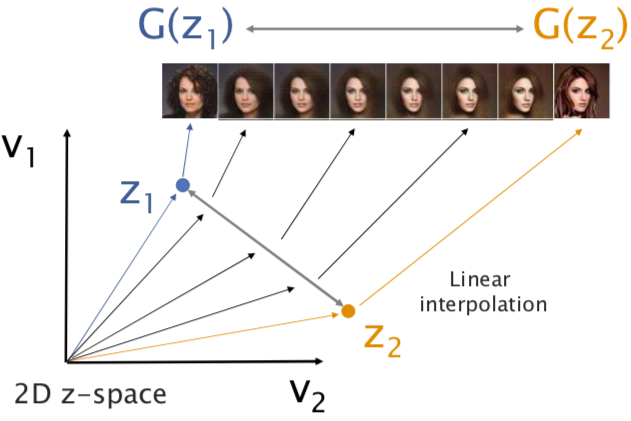 G(z₁)
G(z₂)
v₁
z₁
Linear
interpolation
z₂
2D z-space
v₂